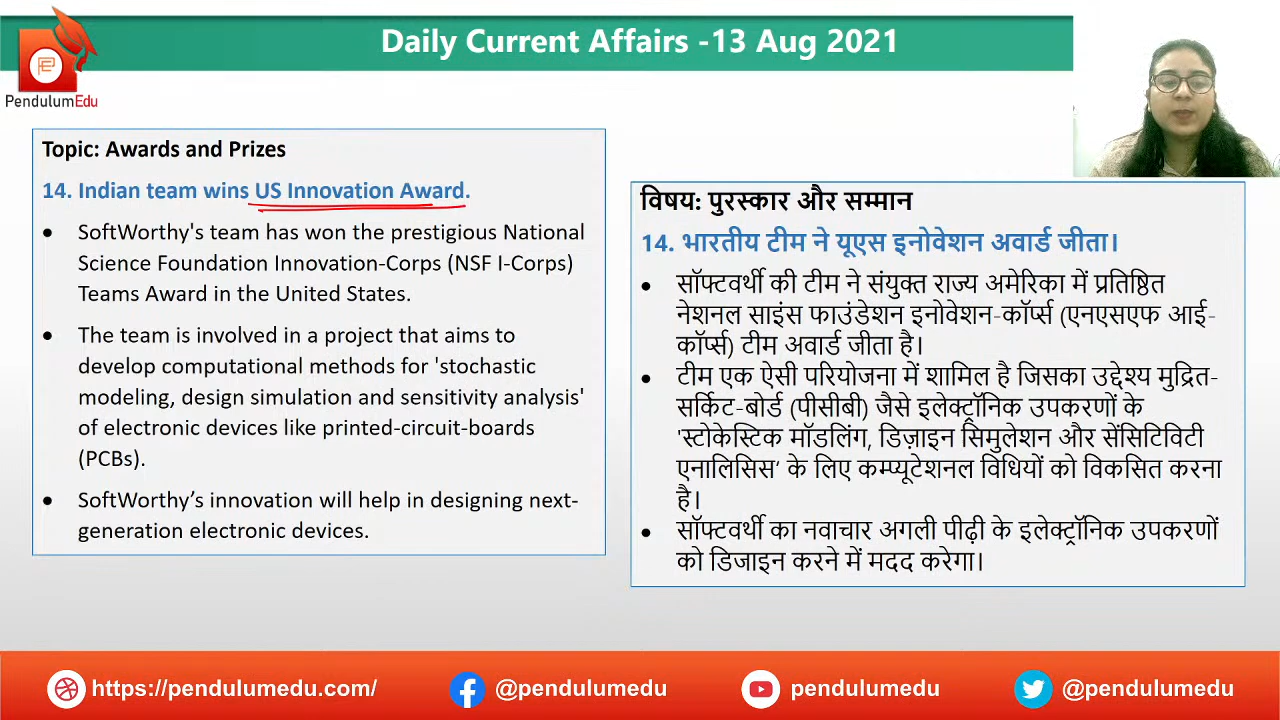 Daily Current Affairs -13 Aug 2021
PendulumEdu
Topic: Awards and Prizes
14. Indian team wins US Innovation Award.
• SoftWorthy's team has won the prestigious National
Science Foundation Innovation-Corps (NSF I-Corps)
Teams Award in the United States.
• The team is involved in a project that aims to
develop computational methods for 'stochastic
modeling, design simulation and sensitivity analysis'
of electronic devices like printed-circuit-boards
(PCBs).
• SoftWorthy’s innovation will help in designing next-
generation electronic devices.
विषय: पुरस्कार और सम्मान
14. भारतीय टीम ने यूएस इनोवेशन अवार्ड जीता।
• सॉफ्टवर्थी की टीम ने संयुक्त राज्य अमेरिका में प्रतिष्ठित
नेशनल साइंस फाउंडेशन इनोवेशन-कॉर्प्स (एनएसएफ आई-
कॉर्प्स) टीम अवार्ड जीता है।
• टीम एक ऐसी परियोजना में शामिल है जिसका उद्देश्य मुद्रित-
सर्किट-बोर्ड (पीसीबी) जैसे इलेक्ट्रॉनिक उपकरणों के
'स्टोकेस्टिक मॉडलिंग, डिज़ाइन सिमुलेशन और सेंसिटिविटी
एनालिसिस’ के लिए कम्प्यूटेशनल विधियों को विकसित करना
है।
• सॉफ्टवर्थी का नवाचार अगली पीढ़ी के इलेक्ट्रॉनिक उपकरणों
को डिजाइन करने में मदद करेगा।
https://pendulumedu.com/
@pendulumedu
pendulumedu
@pendulumedu